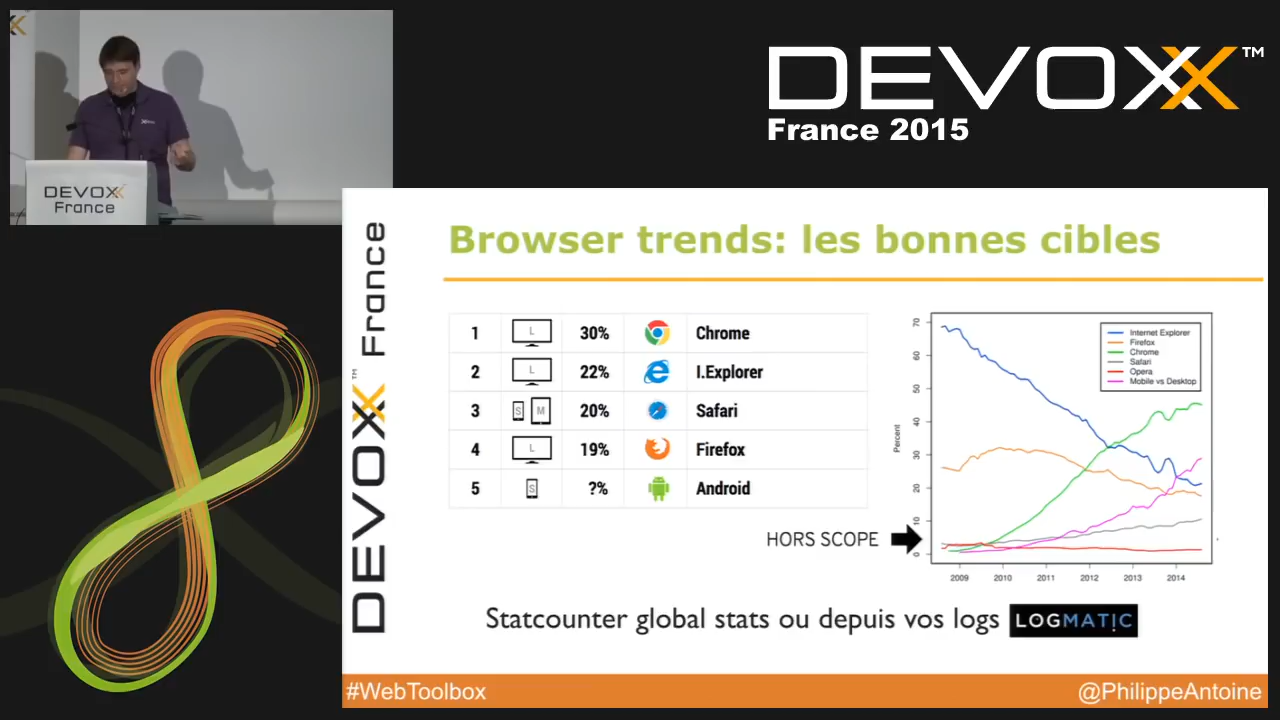 DEVOXX™
France 2015
DEVOXX
France
DEVOXX™ France
Browser trends: les bonnes cibles
1 L 30% Chrome
2 L 22% I.Explorer
3 S M 20% Safari
4 L 19% Firefox
5 S ?% Android
HORS SCOPE
Percent
70
60
50
40
30
20
10
0
Internet Explorer
Firefox
Chrome
Safari
Opera
Mobile vs Desktop
2009 2010 2011 2012 2013 2014
Statcounter global stats ou depuis vos logs LOGMATIC
#WebToolbox @PhilippeAntoine